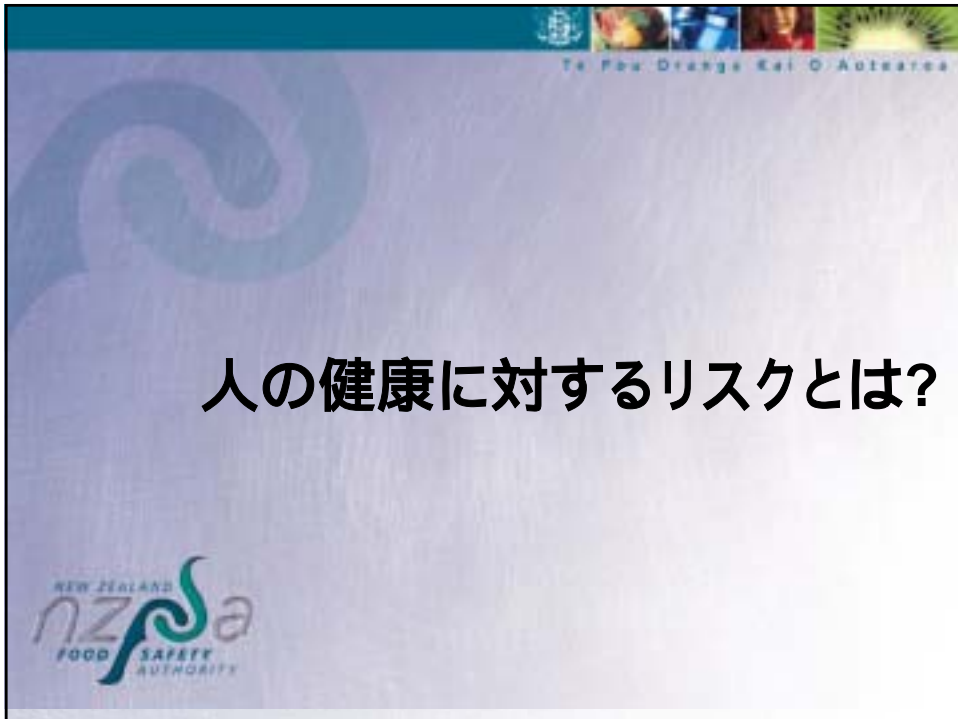 Te Pou Oranga Kai O Aotearoa
人の健康に対するリスクとは?
NEW ZEALAND
nzfsa
FOOD SAFETY
AUTHORITY